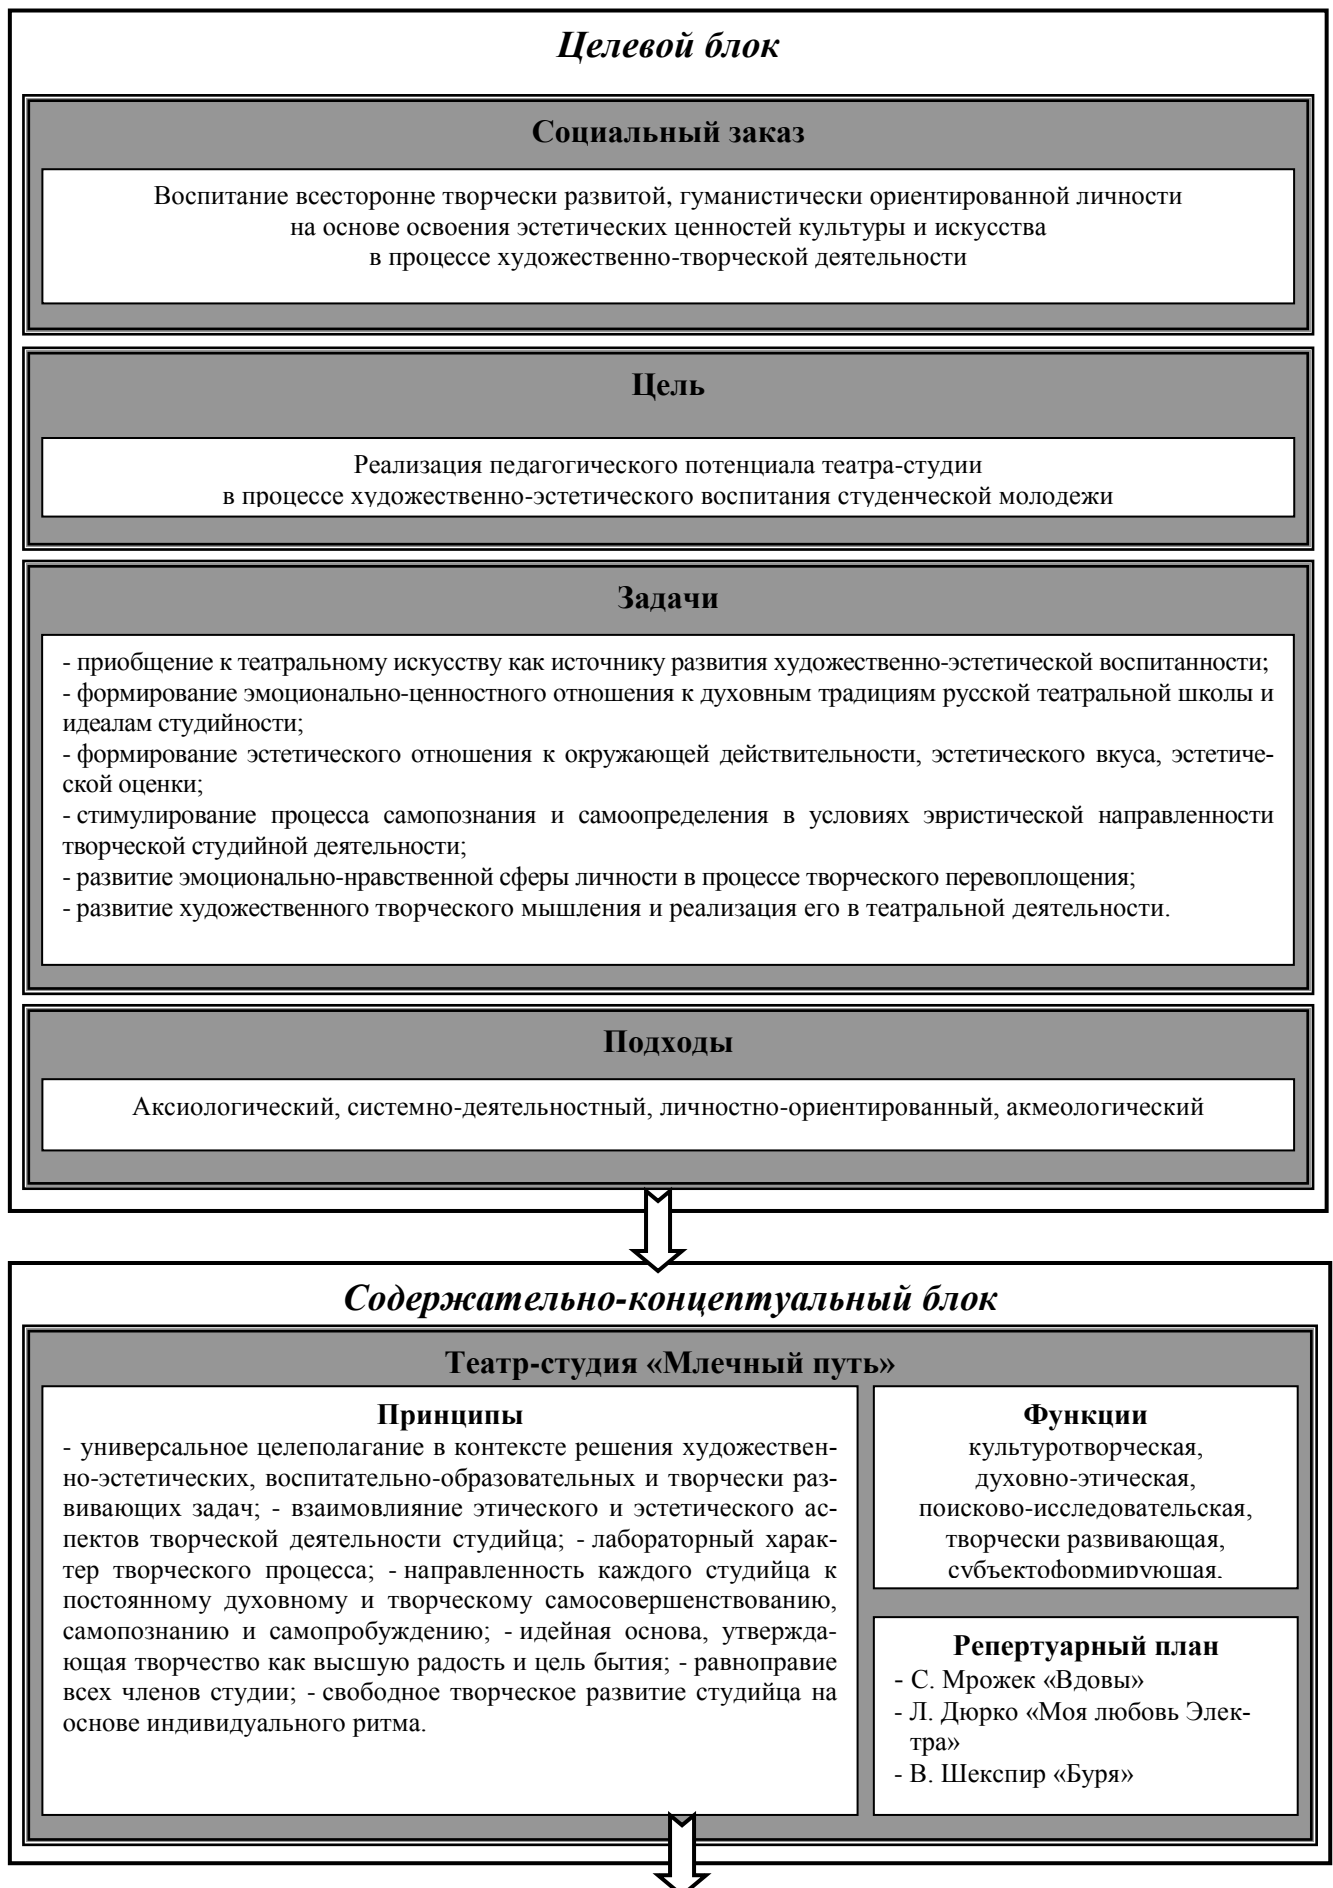 Целевой блок
Социальный заказ
Воспитание всесторонне творчески развитой, гуманистически ориентированной личности
на основе освоения эстетических ценностей культуры и искусства
в процессе художественно-творческой деятельности
Цель
Реализация педагогического потенциала театра-студии
в процессе художественно-эстетического воспитания студенческой молодежи
Задачи
- приобщение к театральному искусству как источнику развития художественно-эстетической воспитанности;
- формирование эмоционально-ценностного отношения к духовным традициям русской театральной школы и
идеалам студийности;
- формирование эстетического отношения к окружающей действительности, эстетического вкуса, эстетиче-
ской оценки;
- стимулирование процесса самопознания и самоопределения в условиях эвристической направленности
творческой студийной деятельности;
- развитие эмоционально-нравственной сферы личности в процессе творческого перевоплощения;
- развитие художественного творческого мышления и реализация его в театральной деятельности.
Подходы
Аксиологический, системно-деятельностный, личностно-ориентированный, акмеологический
Содержательно-концептуальный блок
Театр-студия «Млечный путь»
Принципы
- универсальное целеполагание в контексте решения художествен-
но-эстетических, воспитательно-образовательных и творчески раз-
вивающих задач; - взаимовлияние этического и эстетического ас-
пектов творческой деятельности студийца; - лабораторный харак-
тер творческого процесса; - направленность каждого студийца к
постоянному духовному и творческому самосовершенствованию,
самопознанию и самопробуждению; - идейная основа, утвержда-
ющая творчество как высшую радость и цель бытия; - равноправие
всех членов студии; - свободное творческое развитие студийца на
основе индивидуального ритма.
Функции
культуротворческая,
духовно-этическая,
поисково-исследовательская,
творчески развивающая,
субъектоформирующая,
Репертуарный план
- С. Мрожек «Вдовы»
- Л. Дюрко «Моя любовь Элек-
тра»
- В. Шекспир «Буря»